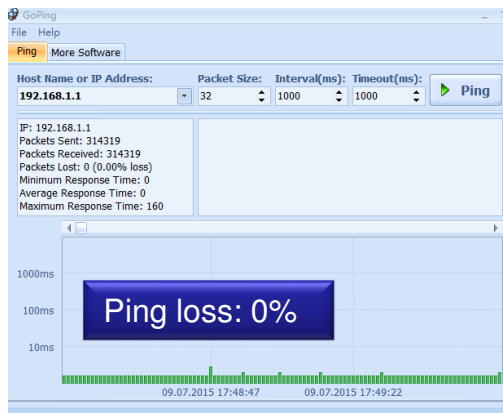 GoPing
File Help
Ping More Software
Host Name or IP Address: Packet Size: Interval(ms): Timeout(ms):
192.168.1.1 32 1000 1000 Ping
IP: 192.168.1.1
Packets Sent: 314319
Packets Received: 314319
Packets Lost: 0 (0.00% loss)
Minimum Response Time: 0
Average Response Time: 0
Maximum Response Time: 160
1000ms
Ping loss: 0%
100ms
10ms
09.07.2015 17:48:47 09.07.2015 17:49:22